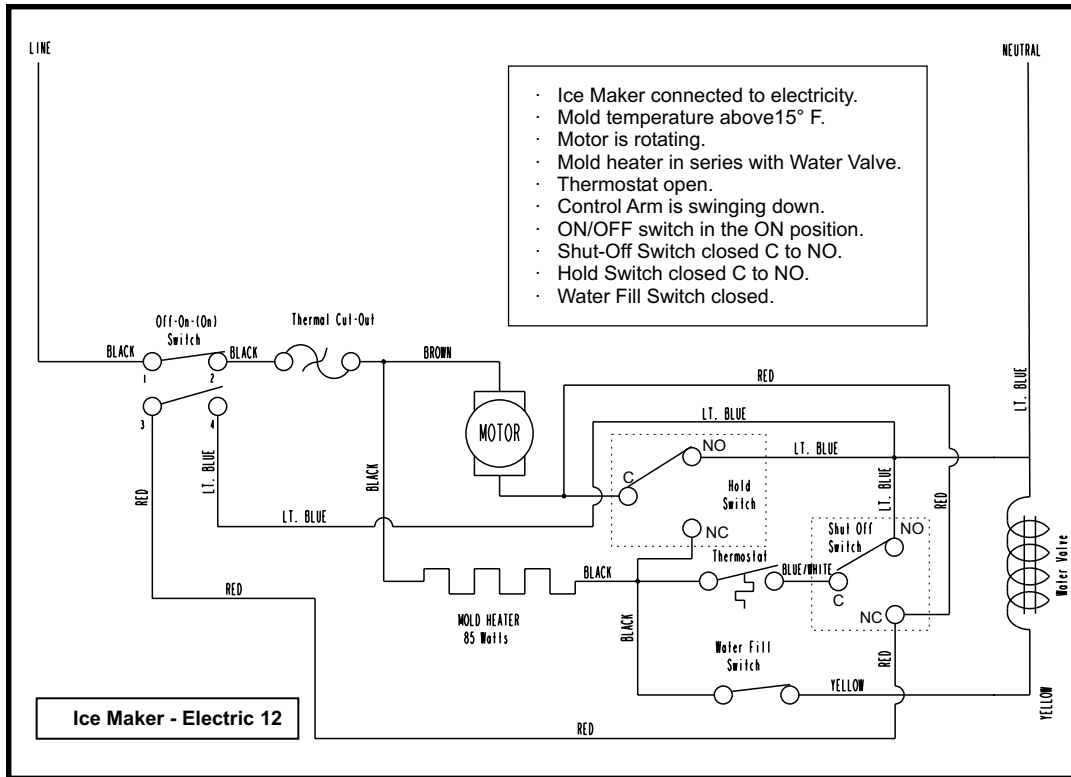 LINE
NEUTRAL
· Ice Maker connected to electricity.
· Mold temperature above15° F.
· Motor is rotating.
· Mold heater in series with Water Valve.
· Thermostat open.
· Control Arm is swinging down.
· ON/OFF switch in the ON position.
· Shut-Off Switch closed C to NO.
· Hold Switch closed C to NO.
· Water Fill Switch closed.
Off-On-(On)
Switch
Thermal Cut-Out
BLACK
BLACK
BROWN
1
2
3
4
RED
LT. BLUE
LT. BLUE
MOTOR
NO
LT. BLUE
C
Hold
Switch
NC
BLACK
RED
LT. BLUE
LT. BLUE
LT. BLUE
RED
Shut Off
Switch
NO
Thermostat
BLUE/WHITE
C
NC
Water Valve
BLACK
RED
MOLD HEATER
85 Watts
BLACK
Water Fill
Switch
RED
YELLOW
YELLOW
RED
Ice Maker - Electric 12